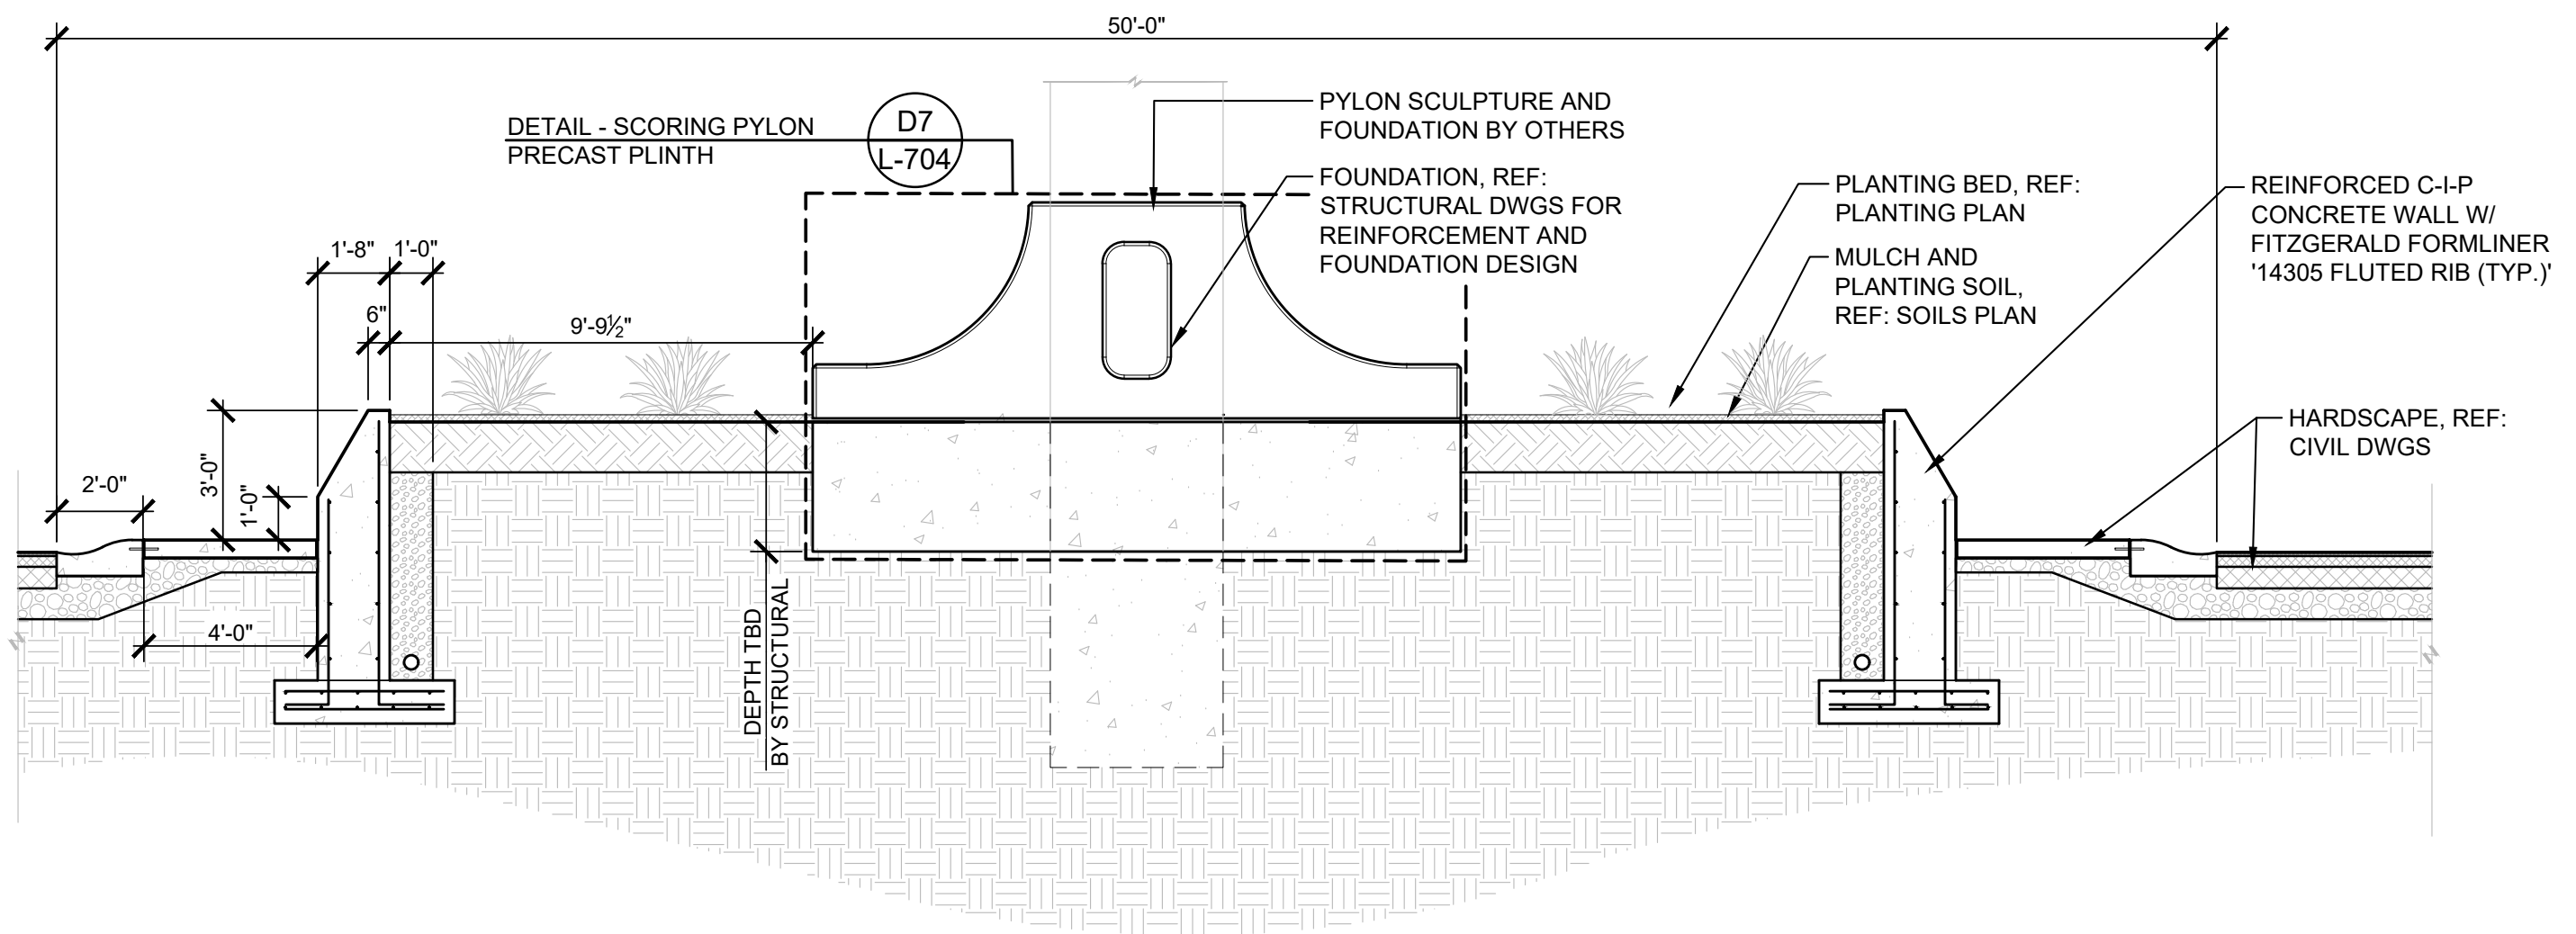 50'-0"
DETAIL - SCORING PYLON
PRECAST PLINTH
D7
L-704
PYLON SCULPTURE AND
FOUNDATION BY OTHERS
FOUNDATION, REF:
STRUCTURAL DWGS FOR
REINFORCEMENT AND
FOUNDATION DESIGN
PLANTING BED, REF:
PLANTING PLAN
MULCH AND
PLANTING SOIL,
REF: SOILS PLAN
REINFORCED C-I-P
CONCRETE WALL W/
FITZGERALD FORMLINER
'14305 FLUTED RIB (TYP.)'
HARDSCAPE, REF:
CIVIL DWGS
1'-8"
1'-0"
6"
9'-9½"
3'-0"
1'-0"
2'-0"
4'-0"
DEPTH TBD
BY STRUCTURAL